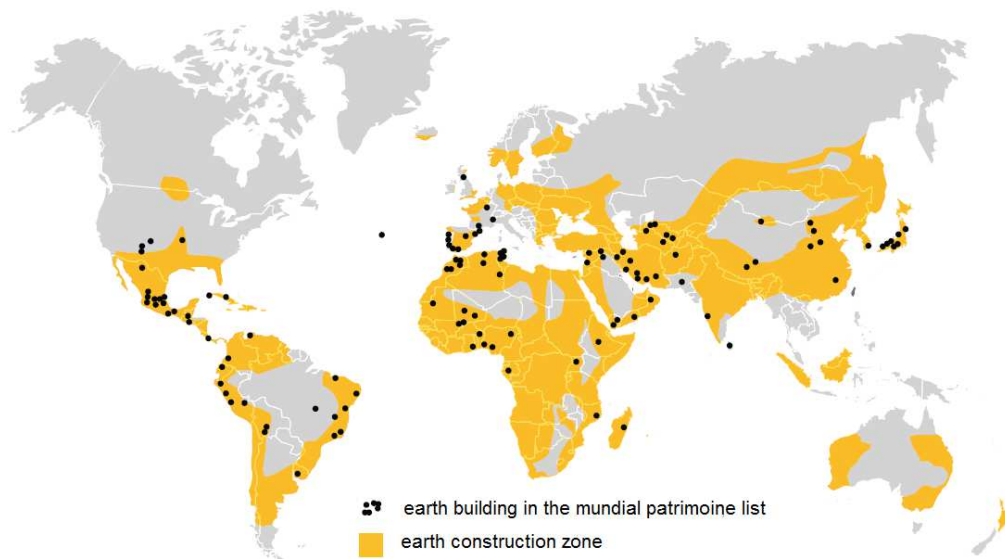 earth building in the mundial patrimoine list
earth construction zone